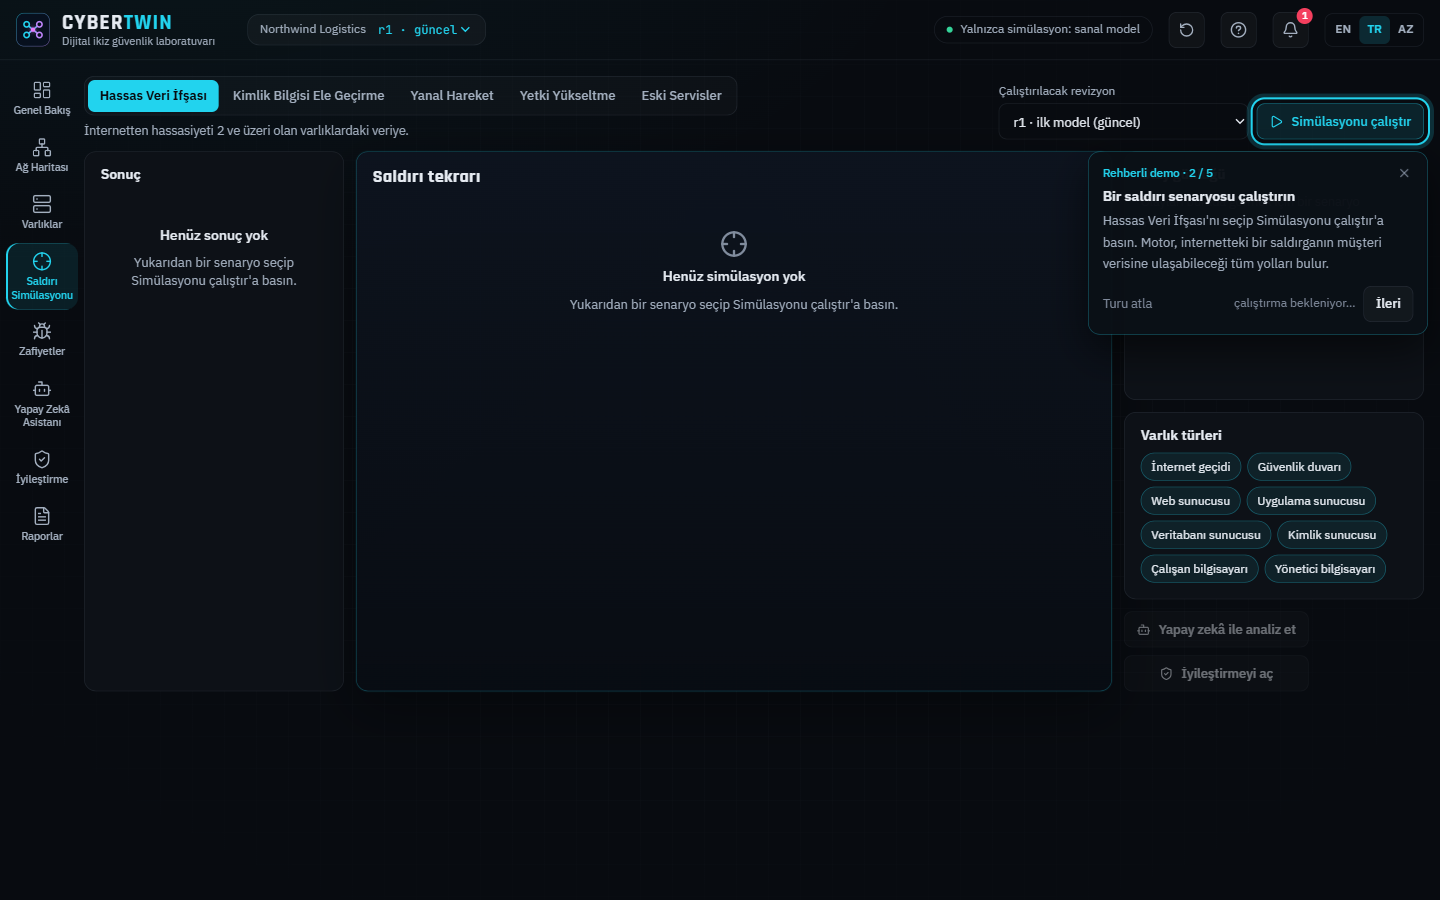 CYBERTWIN
Dijital ikiz güvenlik laboratuvarı
Northwind Logistics r1 · güncel
Yalnızca simülasyon: sanal model
1
EN TR AZ
Genel Bakış
Ağ Haritası
Varlıklar
Saldırı
Simülasyonu
Zafiyetler
Yapay Zekâ
Asistanı
İyileştirme
Raporlar
Hassas Veri İfşası Kimlik Bilgisi Ele Geçirme Yanal Hareket Yetki Yükseltme Eski Servisler
İnternetten hassasiyeti 2 ve üzeri olan varlıklardaki veriye.
Çalıştırılacak revizyon
r1 · ilk model (güncel)
Simülasyonu çalıştır
Sonuç
Henüz sonuç yok
Yukarıdan bir senaryo seçip
Simülasyonu çalıştır'a basın.
Saldırı tekrarı
Henüz simülasyon yok
Yukarıdan bir senaryo seçip Simülasyonu çalıştır'a basın.
Rehberli demo · 2 / 5
Bir saldırı senaryosu çalıştırın
Hassas Veri İfşası'nı seçip Simülasyonu çalıştır'a
basın. Motor, internetteki bir saldırganın müşteri
verisine ulaşabileceği tüm yolları bulur.
Turu atla çalıştırma bekleniyor... İleri
Varlık türleri
İnternet geçidi Güvenlik duvarı
Web sunucusu Uygulama sunucusu
Veritabanı sunucusu Kimlik sunucusu
Çalışan bilgisayarı Yönetici bilgisayarı
Yapay zekâ ile analiz et
İyileştirmeyi aç